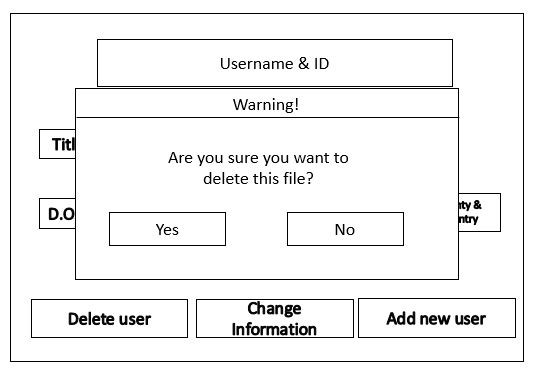 Username & ID
Warning!
Are you sure you want to
delete this file?
Yes
No
D.O
&
Delete user
Change
Information
Add new user